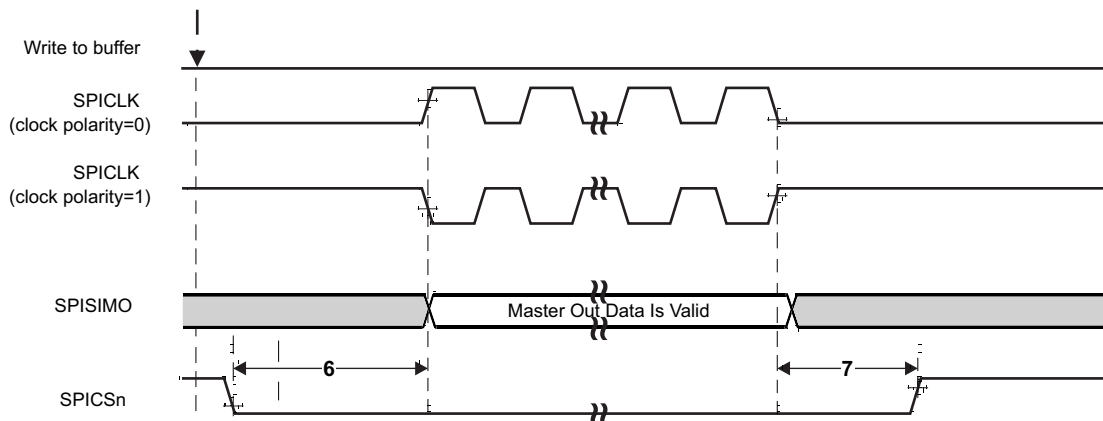 Write to buffer
SPICLK
(clock polarity=0)
SPICLK
(clock polarity=1)
SPISIMO
Master Out Data Is Valid
6
7
SPICSn